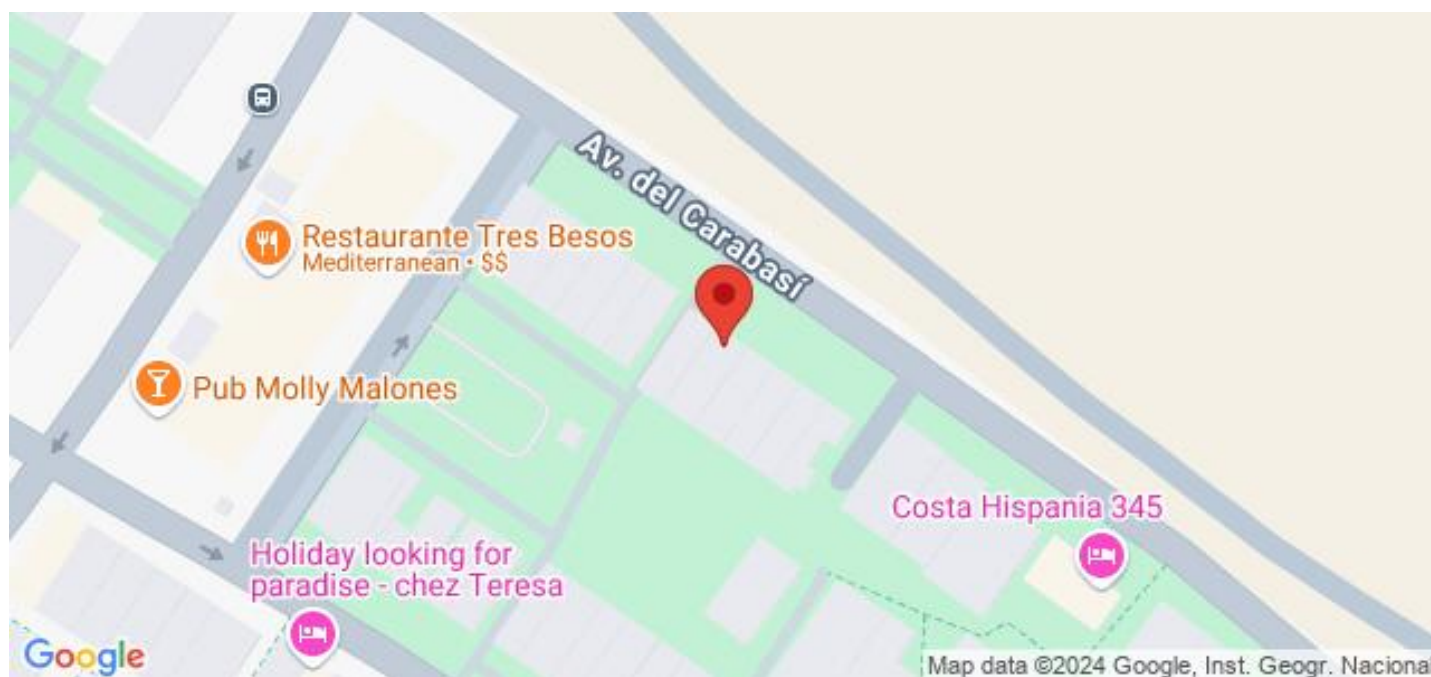 Av. del Carabasí
Restaurante Tres Besos
Mediterranean • $$
Pub Molly Malones
Costa Hispania 345
Holiday looking for
paradise - chez Teresa
Google
Map data ©2024 Google, Inst. Geogr. Nacional